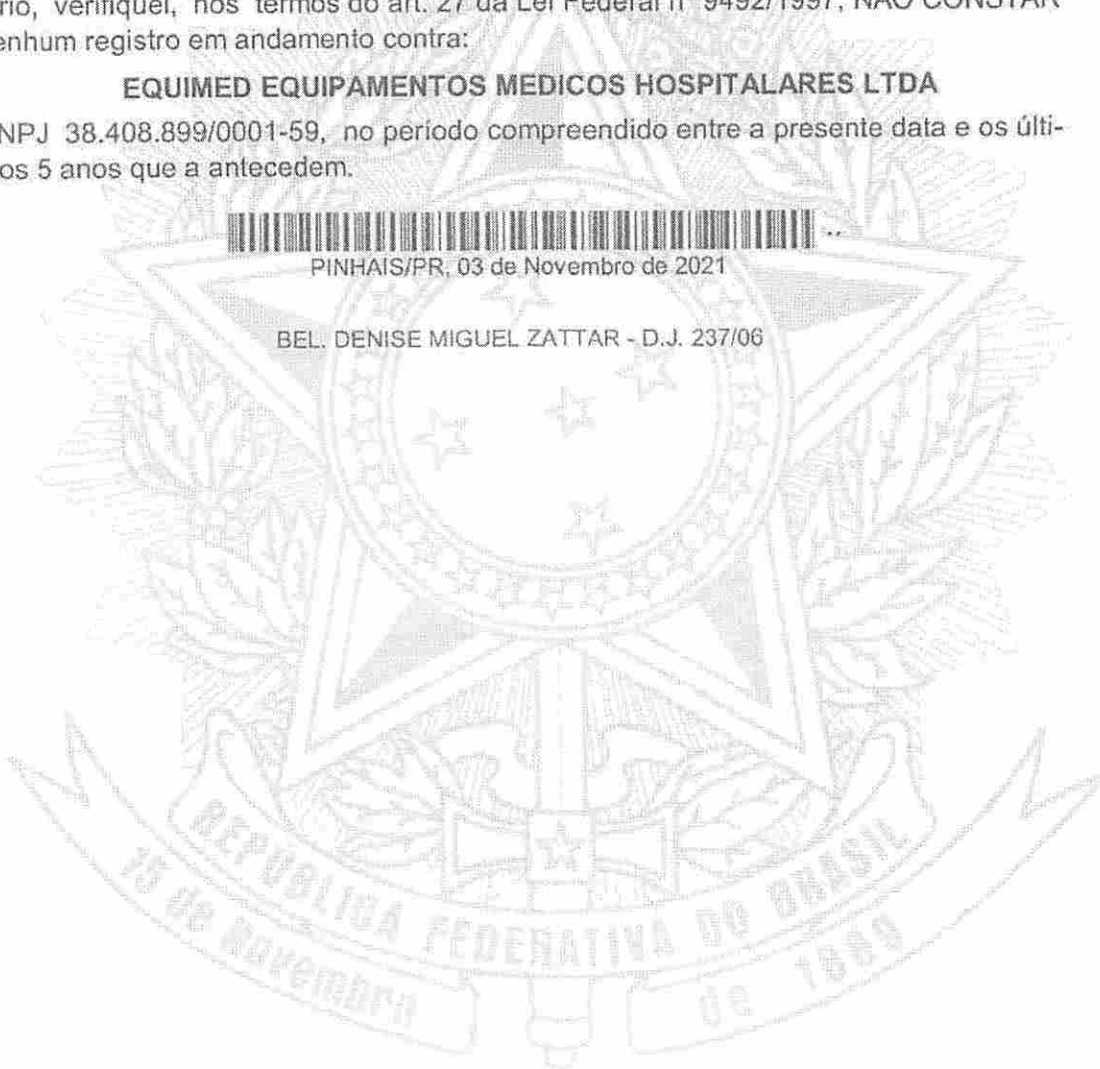 rio, verifiquei, nos termos do art. 27 da Lei Federal nº 9492/1997, NÃO CONSTAR
enhum registro em andamento contra:
EQUIMED EQUIPAMENTOS MEDICOS HOSPITALARES LTDA
NPJ 38.408.899/0001-59, no período compreendido entre a presente data e os últi-
os 5 anos que a antecedem.
PINHAIS/PR, 03 de Novembro de 2021
BEL. DENISE MIGUEL ZATTAR - D.J. 237/06
REPÚBLICA FEDERATIVA DO BRASIL
15 de Novembro de 1889